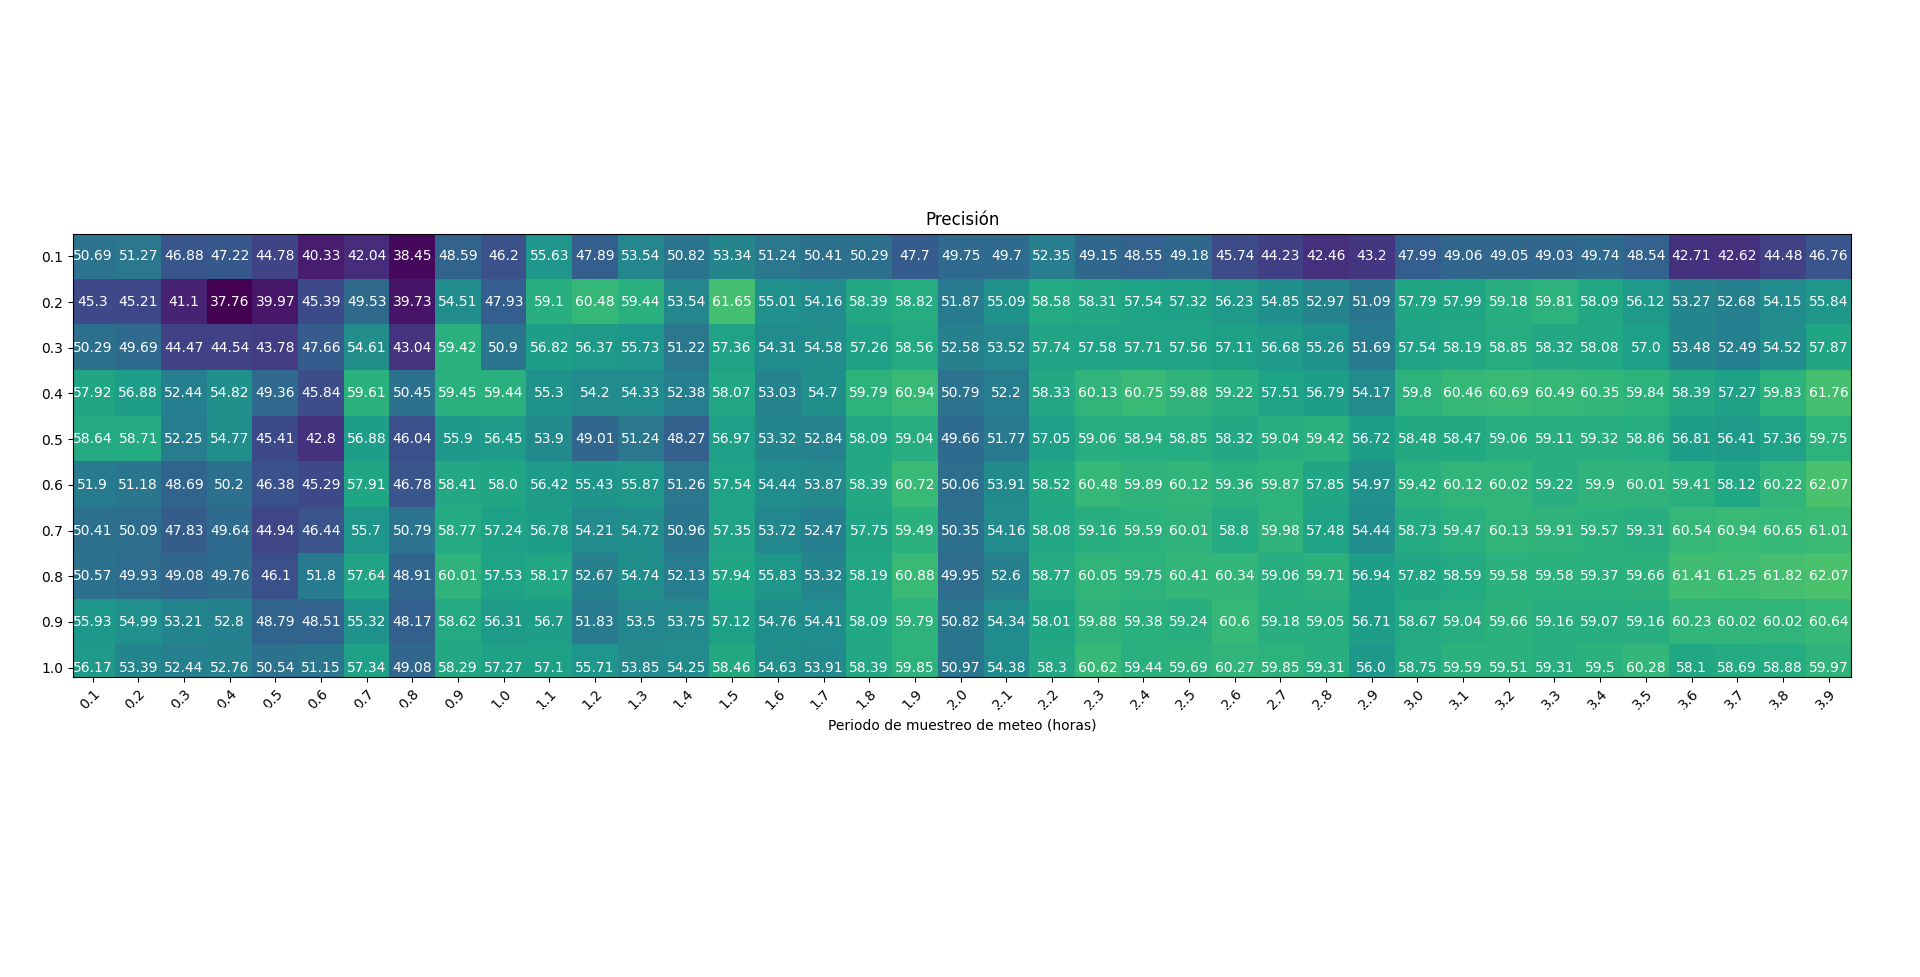 Precisión
0.1 50.69 51.27 46.88 47.22 44.78 40.33 42.04 38.45 48.59 46.2 55.63 47.89 53.54 50.82 53.34 51.24 50.41 50.29 47.7 49.75 49.7 52.35 49.15 48.55 49.18 45.74 44.23 42.46 43.2 47.99 49.06 49.05 49.03 49.74 48.54 42.71 42.62 44.48 46.76
0.2 45.3 45.21 41.1 37.76 39.97 45.39 49.53 39.73 54.51 47.93 59.1 60.48 59.44 53.54 61.65 55.01 54.16 58.39 58.82 51.87 55.09 58.58 58.31 57.54 57.32 56.23 54.85 52.97 51.09 57.79 57.99 59.18 59.81 58.09 56.12 53.27 52.68 54.15 55.84
0.3 50.29 49.69 44.47 44.54 43.78 47.66 54.61 43.04 59.42 50.9 56.82 56.37 55.73 51.22 57.36 54.31 54.58 57.26 58.56 52.58 53.52 57.74 57.58 57.71 57.56 57.11 56.68 55.26 51.69 57.54 58.19 58.85 58.32 58.08 57.0 53.48 52.49 54.52 57.87
0.4 57.92 56.88 52.44 54.82 49.36 45.84 59.61 50.45 59.45 59.44 55.3 54.2 54.33 52.38 58.07 53.03 54.7 59.79 60.94 50.79 52.2 58.33 60.13 60.75 59.88 59.22 57.51 56.79 54.17 59.8 60.46 60.69 60.49 60.35 59.84 58.39 57.27 59.83 61.76
0.5 58.64 58.71 52.25 54.77 45.41 42.8 56.88 46.04 55.9 56.45 53.9 49.01 51.24 48.27 56.97 53.32 52.84 58.09 59.04 49.66 51.77 57.05 59.06 58.94 58.85 58.32 59.04 59.42 56.72 58.48 58.47 59.06 59.11 59.32 58.86 56.81 56.41 57.36 59.75
0.6 51.9 51.18 48.69 50.2 46.38 45.29 57.91 46.78 58.41 58.0 56.42 55.43 55.87 51.26 57.54 54.44 53.87 58.39 60.72 50.06 53.91 58.52 60.48 59.89 60.12 59.36 59.87 57.85 54.97 59.42 60.12 60.02 59.22 59.9 60.01 59.41 58.12 60.22 62.07
0.7 50.41 50.09 47.83 49.64 44.94 46.44 55.7 50.79 58.77 57.24 56.78 54.21 54.72 50.96 57.35 53.72 52.47 57.75 59.49 50.35 54.16 58.08 59.16 59.59 60.01 58.8 59.98 57.48 54.44 58.73 59.47 60.13 59.91 59.57 59.31 60.54 60.94 60.65 61.01
0.8 50.57 49.93 49.08 49.76 46.1 51.8 57.64 48.91 60.01 57.53 58.17 52.67 54.74 52.13 57.94 55.83 53.32 58.19 60.88 49.95 52.6 58.77 60.05 59.75 60.41 60.34 59.06 59.71 56.94 57.82 58.59 59.58 59.58 59.37 59.66 61.41 61.25 61.82 62.07
0.9 55.93 54.99 53.21 52.8 48.79 48.51 55.32 48.17 58.62 56.31 56.7 51.83 53.5 53.75 57.12 54.76 54.41 58.09 59.79 50.82 54.34 58.01 59.88 59.38 59.24 60.6 59.18 59.05 56.71 58.67 59.04 59.66 59.16 59.07 59.16 60.23 60.02 60.02 60.64
1.0 56.17 53.39 52.44 52.76 50.54 51.15 57.34 49.08 58.29 57.27 57.1 55.71 53.85 54.25 58.46 54.63 53.91 58.39 59.85 50.97 54.38 58.3 60.62 59.44 59.69 60.27 59.85 59.31 56.0 58.75 59.59 59.51 59.31 59.5 60.28 58.1 58.69 58.88 59.97
0.1 0.2 0.3 0.4 0.5 0.6 0.7 0.8 0.9 1.0 1.1 1.2 1.3 1.4 1.5 1.6 1.7 1.8 1.9 2.0 2.1 2.2 2.3 2.4 2.5 2.6 2.7 2.8 2.9 3.0 3.1 3.2 3.3 3.4 3.5 3.6 3.7 3.8 3.9
Periodo de muestreo de meteo (horas)